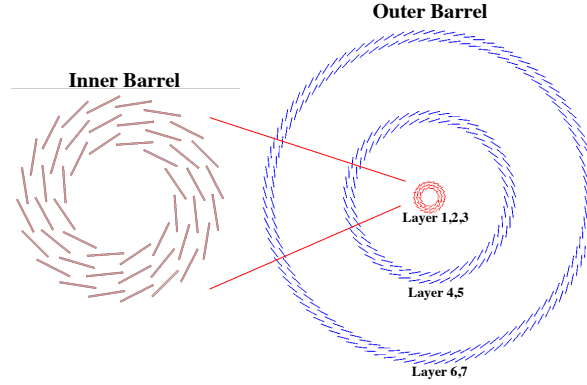 Outer Barrel
Inner Barrel
Layer 1,2,3
Layer 4,5
Layer 6,7